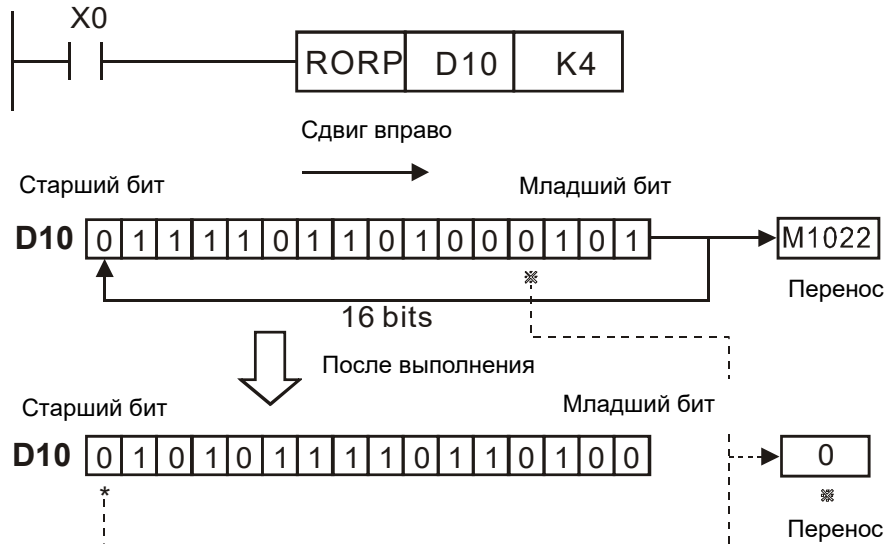 X0
RORP D10 K4
Сдвиг вправо
Старший бит Младший бит
D10 0 1 1 1 1 0 1 1 0 1 0 0 0 1 0 1 M1022
※
Перенос
16 bits
После выполнения
Старший бит Младший бит
D10 0 1 0 1 0 1 1 1 1 0 1 1 0 1 0 0 0
* ※
Перенос